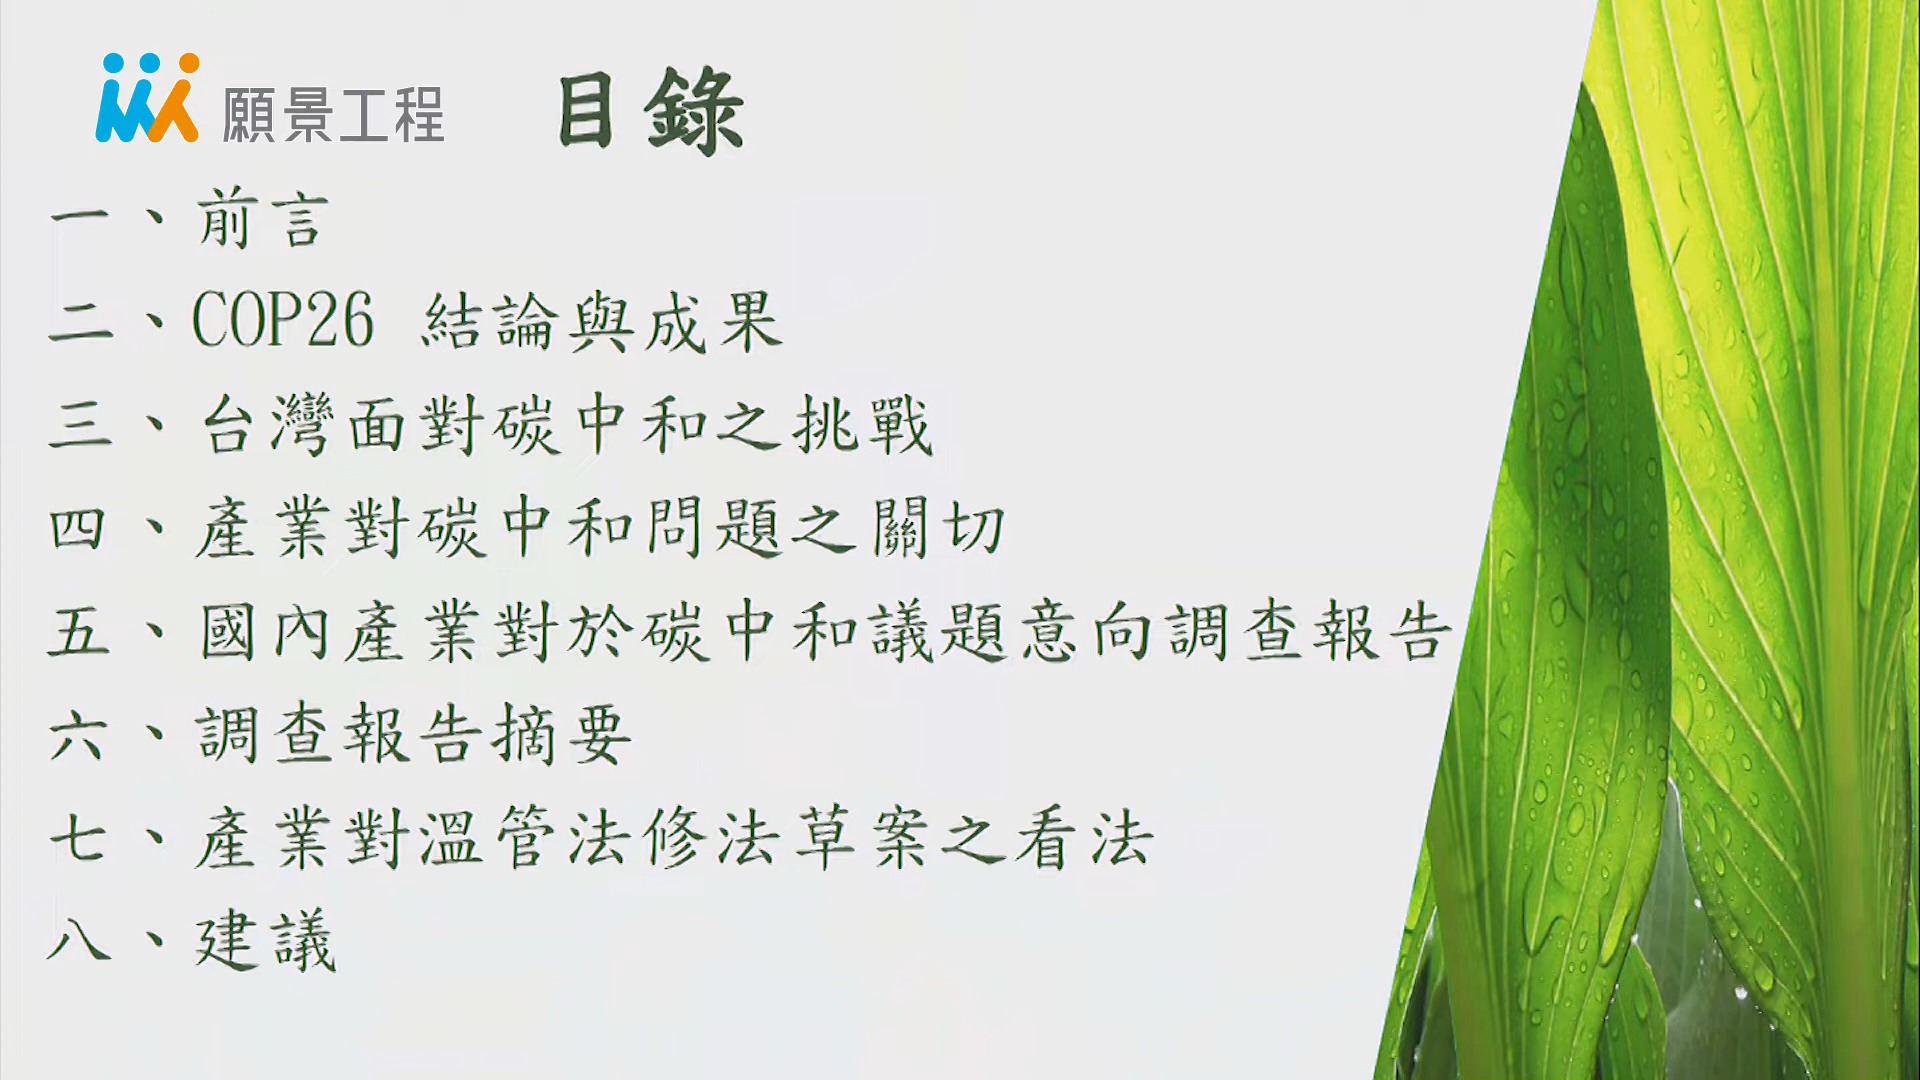 願景工程
目錄
一、前言
二、COP26 結論與成果
三、台灣面對碳中和之挑戰
四、產業對碳中和問題之關切
五、國內產業對於碳中和議題意向調查報告
六、調查報告摘要
七、產業對溫管法修法草案之看法
八、建議